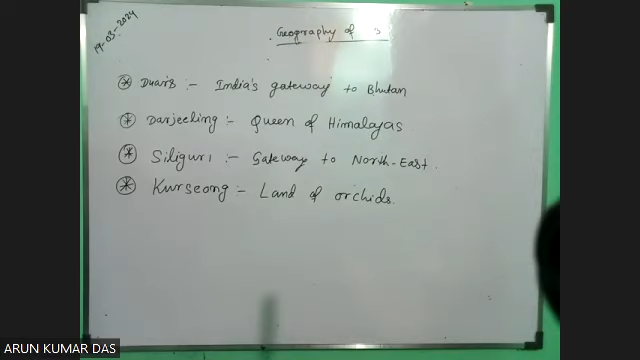 19-03-2024
Geography of
* Duars :- India's gateway to Bhutan
* Darjeeling :- Queen of Himalayas
* Siliguri :- Gateway to North-East.
* Kurseong :- Land of orchids.
ARUN KUMAR DAS